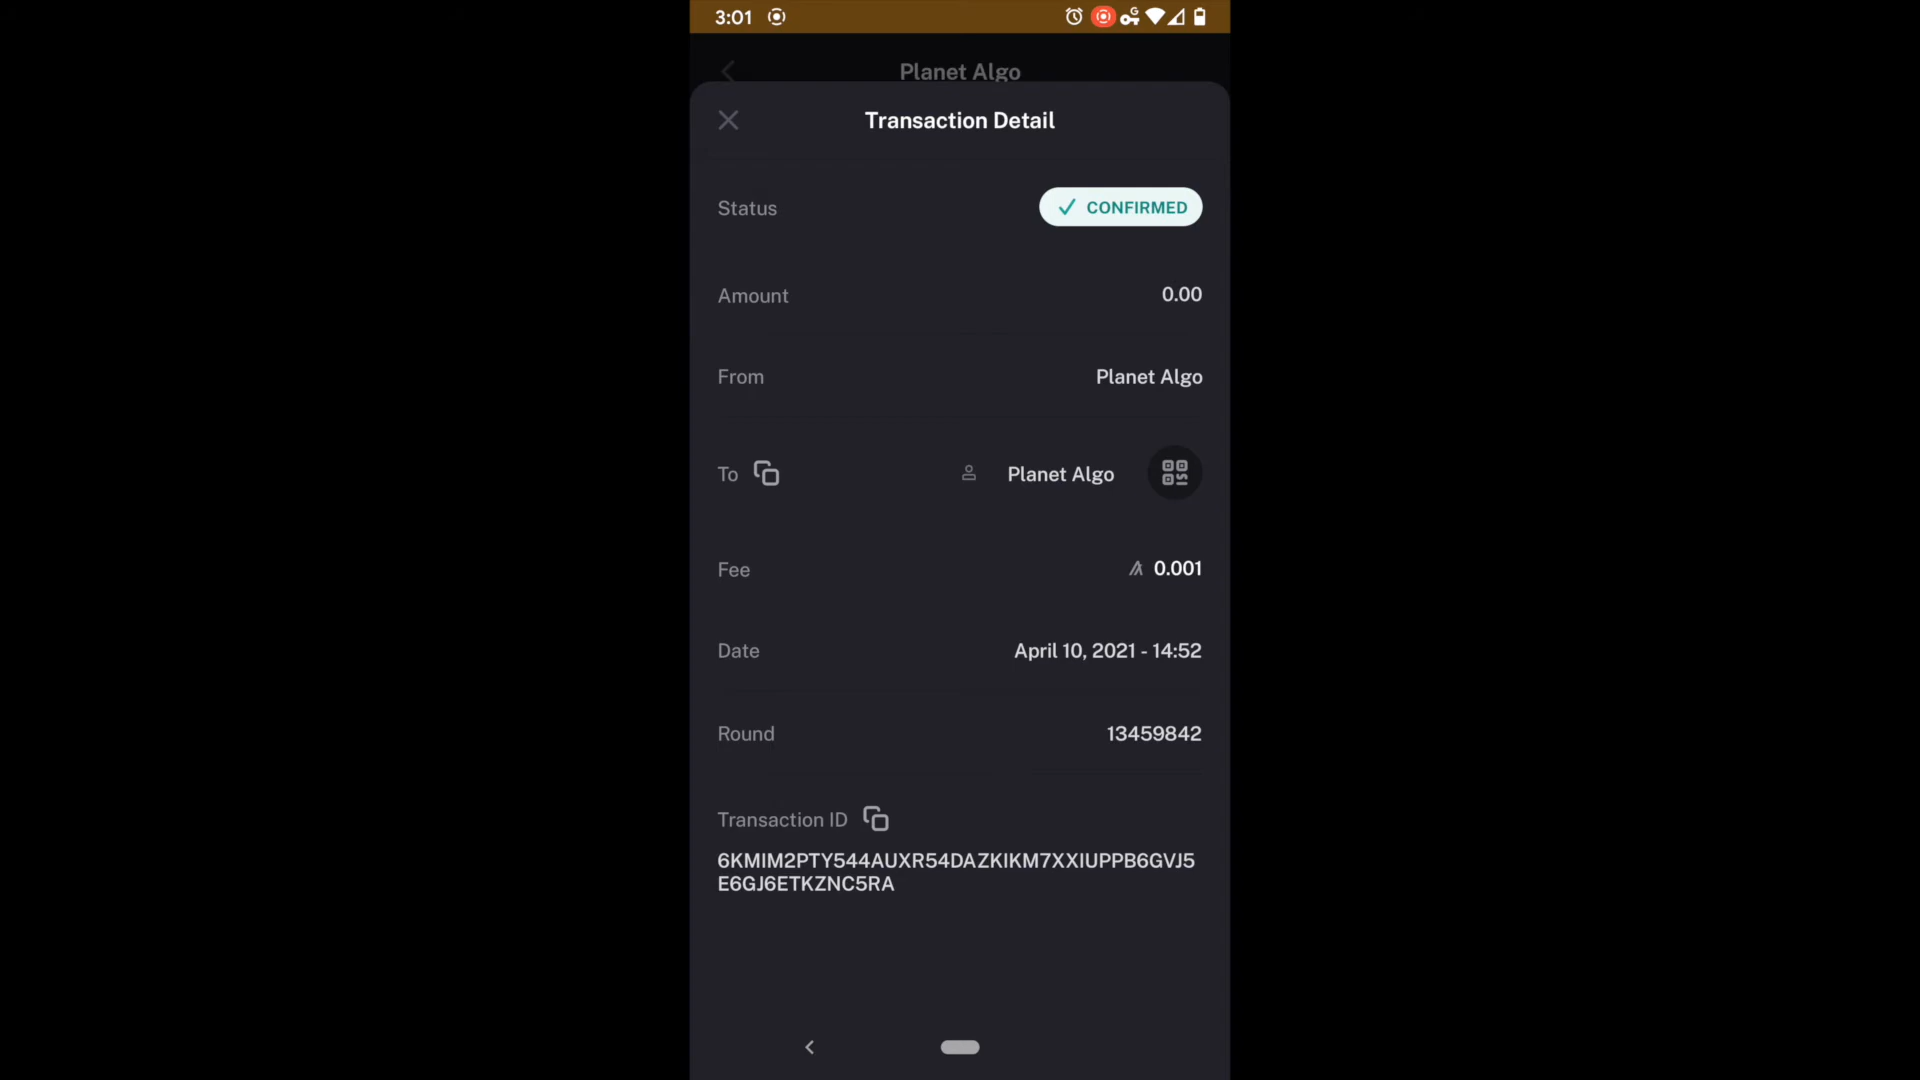 3:01
Planet Algo
Transaction Detail
Status
CONFIRMED
Amount
0.00
From
Planet Algo
To
Planet Algo
Fee
0.001
Date
April 10, 2021 - 14:52
Round
13459842
Transaction ID
6KMIM2PTY544AUXR54DAZKIKM7XXIUPPB6GVJ5
E6GJ6ETKZNC5RA